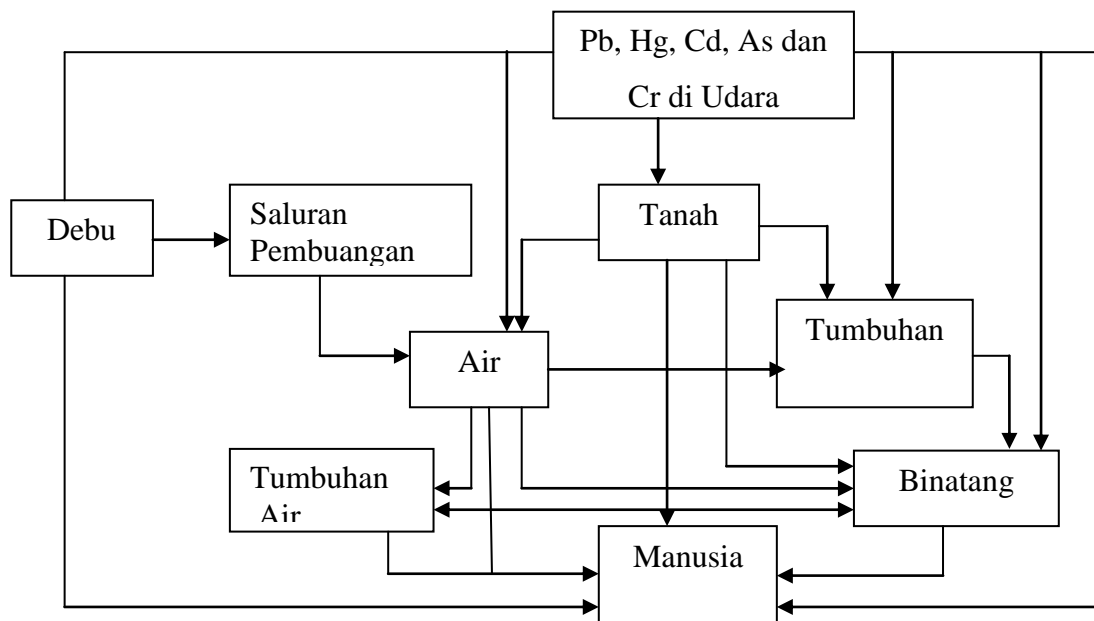 Pb, Hg, Cd, As dan
Cr di Udara
Debu
Saluran
Pembuangan
Tanah
Tumbuhan
Air
Tumbuhan
Air
Binatang
Manusia